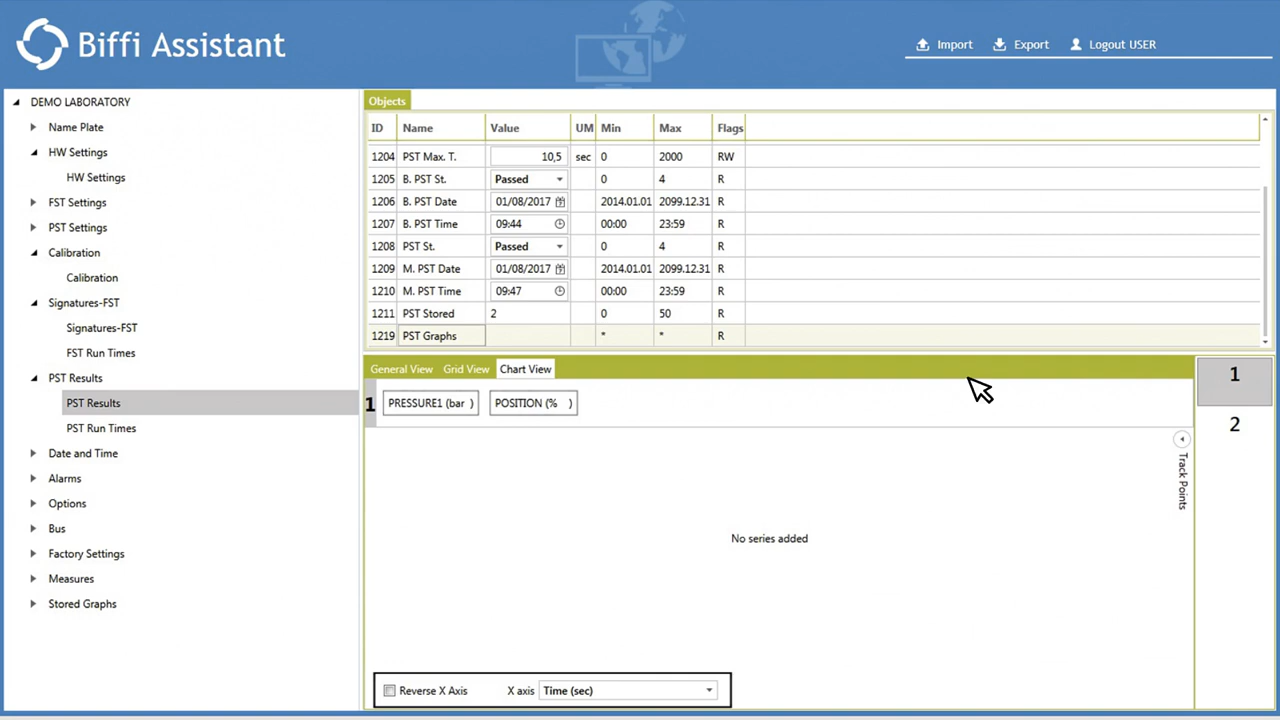 Biffi Assistant
Import Export Logout USER
DEMO LABORATORY
Name Plate
HW Settings
HW Settings
FST Settings
PST Settings
Calibration
Calibration
Signatures-FST
Signatures-FST
FST Run Times
PST Results
PST Results
PST Run Times
Date and Time
Alarms
Options
Bus
Factory Settings
Measures
Stored Graphs
Objects
ID Name Value UM Min Max Flags
1204 PST Max. T. 10,5 sec 0 2000 RW
1205 B. PST St. Passed 0 4 R
1206 B. PST Date 01/08/2017 2014.01.01 2099.12.31 R
1207 B. PST Time 09:44 00:00 23:59 R
1208 PST St. Passed 0 4 R
1209 M. PST Date 01/08/2017 2014.01.01 2099.12.31 R
1210 M. PST Time 09:47 00:00 23:59 R
1211 PST Stored 2 0 50 R
1219 PST Graphs * * R
General View Grid View Chart View
1 PRESSURE1 (bar ) POSITION (% )
Track Points
No series added
Reverse X Axis X axis Time (sec)
1
2